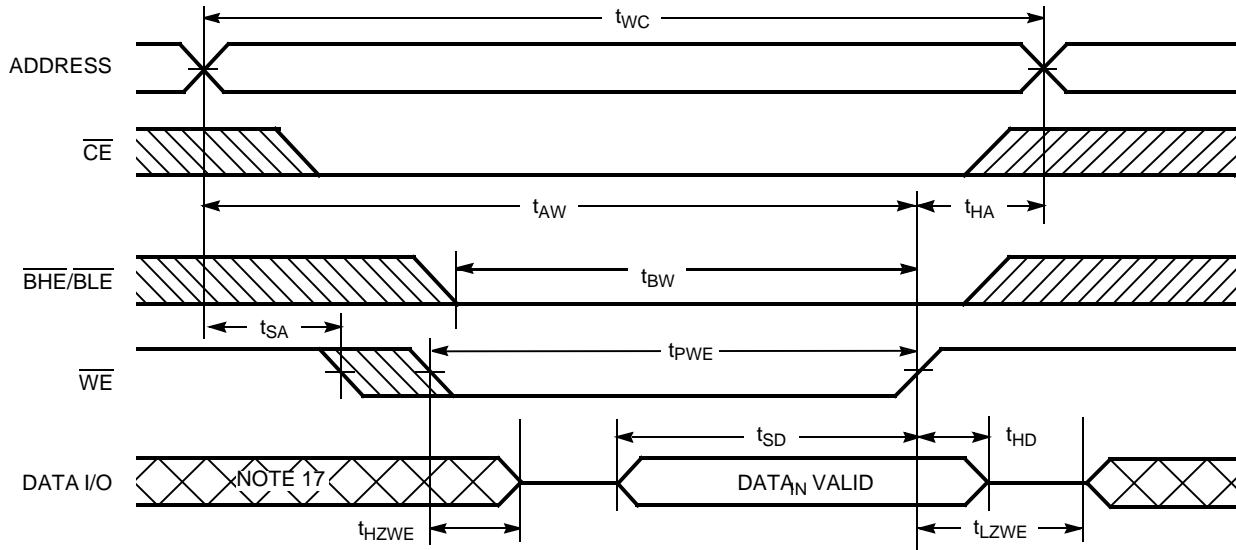 tWC
ADDRESS
CE
tAW
tHA
BHE/BLE
tBW
tSA
tPWE
WE
tSD
tHD
DATA I/O
NOTE 17
DATAIN VALID
tHZWE
tLZWE